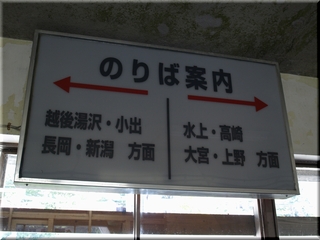 のりば案内
越後湯沢・小出
長岡・新潟　方面
水上・高崎
大宮・上野　方面